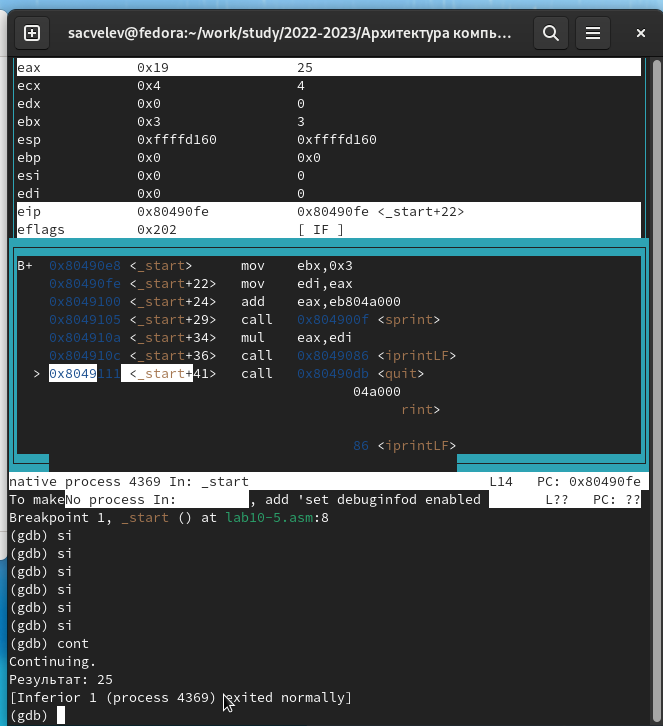 sacvelev@fedora:~/work/study/2022-2023/Архитектура компь…
eax 0x19 25
ecx 0x4 4
edx 0x0 0
ebx 0x3 3
esp 0xffffd160 0xffffd160
ebp 0x0 0x0
esi 0x0 0
edi 0x0 0
eip 0x80490fe 0x80490fe <_start+22>
eflags 0x202 [ IF ]
B+ 0x80490e8 <_start> mov ebx,0x3
0x80490fe <_start+22> mov edi,eax
0x8049100 <_start+24> add eax,eb804a000
0x8049105 <_start+29> call 0x804900f <sprint>
0x804910a <_start+34> mul eax,edi
0x804910c <_start+36> call 0x8049086 <iprintLF>
> 0x8049111 <_start+41> call 0x80490db <quit>
04a000
rint>
86 <iprintLF>
native process 4369 In: _start L14 PC: 0x80490fe
To makeNo process In: , add 'set debuginfod enabled L?? PC: ??
Breakpoint 1, _start () at lab10-5.asm:8
(gdb) si
(gdb) si
(gdb) si
(gdb) si
(gdb) si
(gdb) si
(gdb) cont
Continuing.
Результат: 25
[Inferior 1 (process 4369) exited normally]
(gdb)